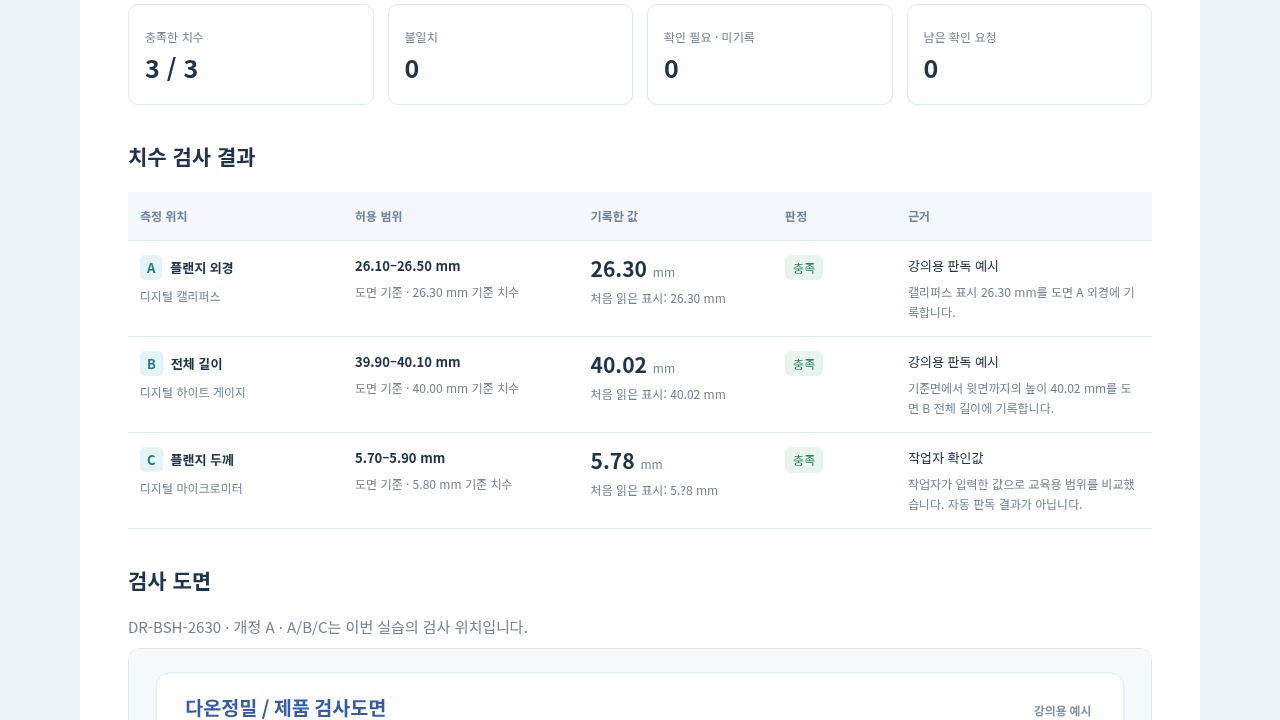 충족한 치수
3 / 3
불일치
0
확인 필요 · 미기록
0
남은 확인 요청
0
치수 검사 결과
측정 위치 허용 범위 기록한 값 판정 근거
A 플랜지 외경
디지털 캘리퍼스
26.10–26.50 mm
도면 기준 · 26.30 mm 기준 치수
26.30 mm
처음 읽은 표시: 26.30 mm
충족
강의용 판독 예시
캘리퍼스 표시 26.30 mm를 도면 A 외경에 기
록합니다.
B 전체 길이
디지털 하이트 게이지
39.90–40.10 mm
도면 기준 · 40.00 mm 기준 치수
40.02 mm
처음 읽은 표시: 40.02 mm
충족
강의용 판독 예시
기준면에서 윗면까지의 높이 40.02 mm를 도
면 B 전체 길이에 기록합니다.
C 플랜지 두께
디지털 마이크로미터
5.70–5.90 mm
도면 기준 · 5.80 mm 기준 치수
5.78 mm
처음 읽은 표시: 5.?8 mm
충족
작업자 확인값
작업자가 입력한 값으로 교육용 범위를 비교했
습니다. 자동 판독 결과가 아닙니다.
검사 도면
DR-BSH-2630 · 개정 A · A/B/C는 이번 실습의 검사 위치입니다.
다온정밀 / 제품 검사도면
강의용 예시